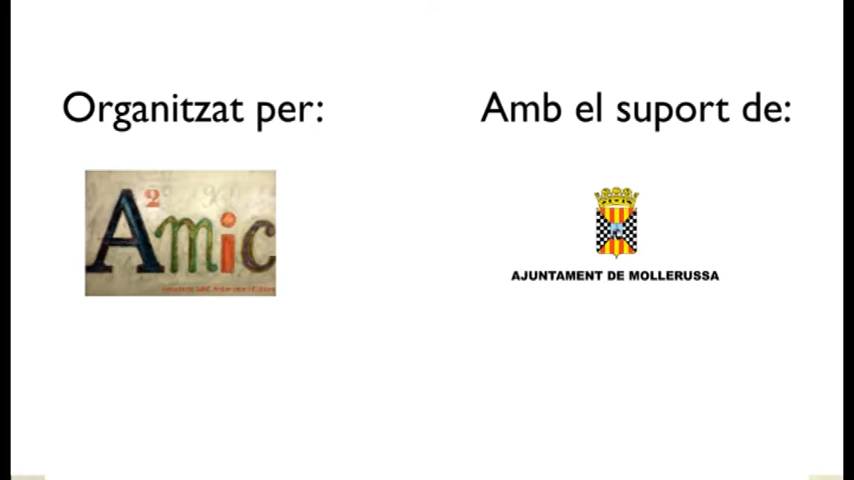 Organitzat per:
Amb el suport de:
A²mic
AJUNTAMENT DE MOLLERUSSA